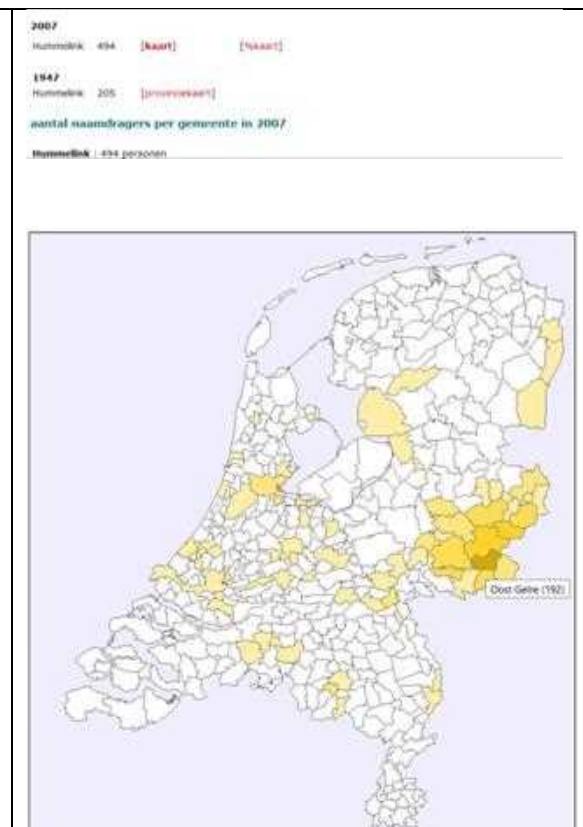 2007
Hummelink 494 [kaart] [%kaart]
1947
Hummelink 205 [provinciekaart]
aantal naamdragers per gemeente in 2007
Hummelink : 494 personen
Oost Gelre (192)